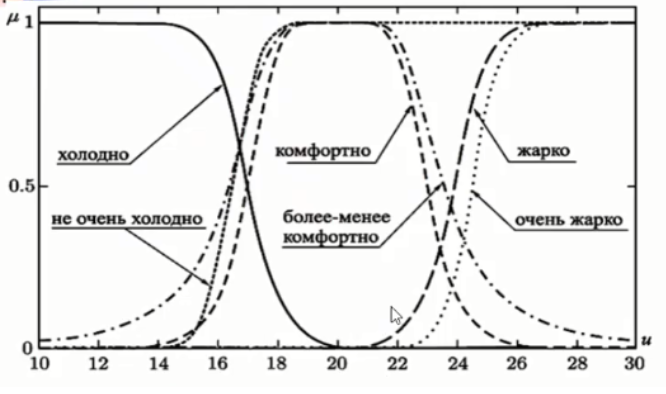 μ 1
холодно
комфортно
жарко
0.5
не очень холодно
более-менее
комфортно
очень жарко
0
10 12 14 16 18 20 22 24 26 28 30
u